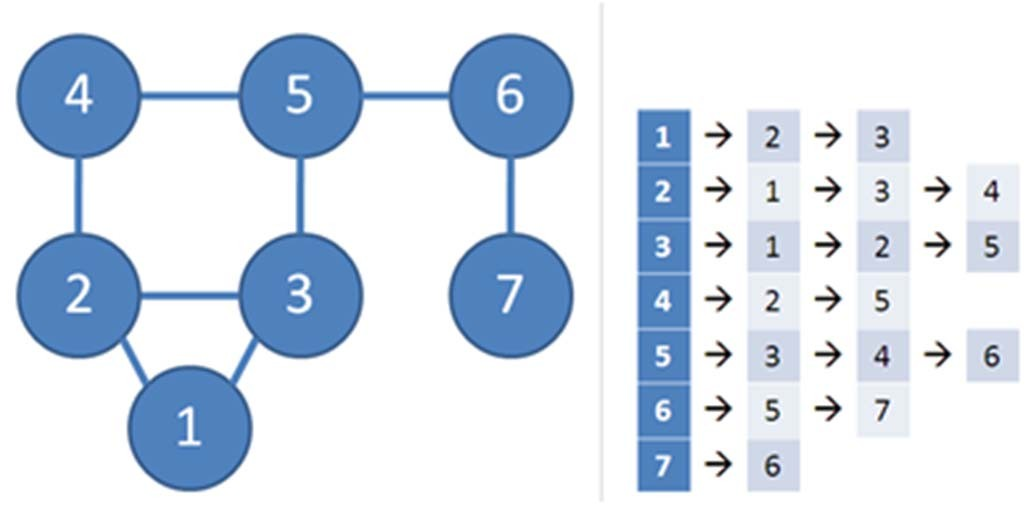 4 5 6
2 3 7
1
1 → 2 → 3
2 → 1 → 3 → 4
3 → 1 → 2 → 5
4 → 2 → 5
5 → 3 → 4 → 6
6 → 5 → 7
7 → 6